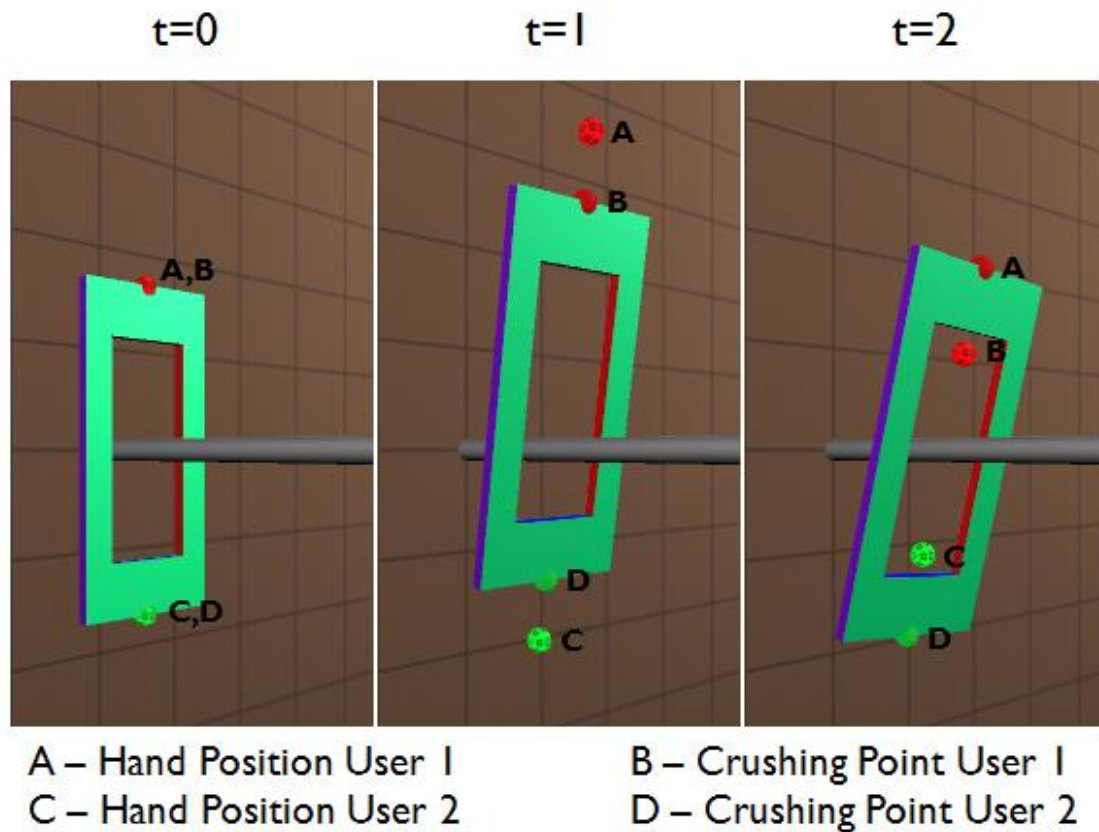 t=0 t=1 t=2
A,B
C,D
A
B
D
C
A
B
C
D
A – Hand Position User 1 B – Crushing Point User 1
C – Hand Position User 2 D – Crushing Point User 2